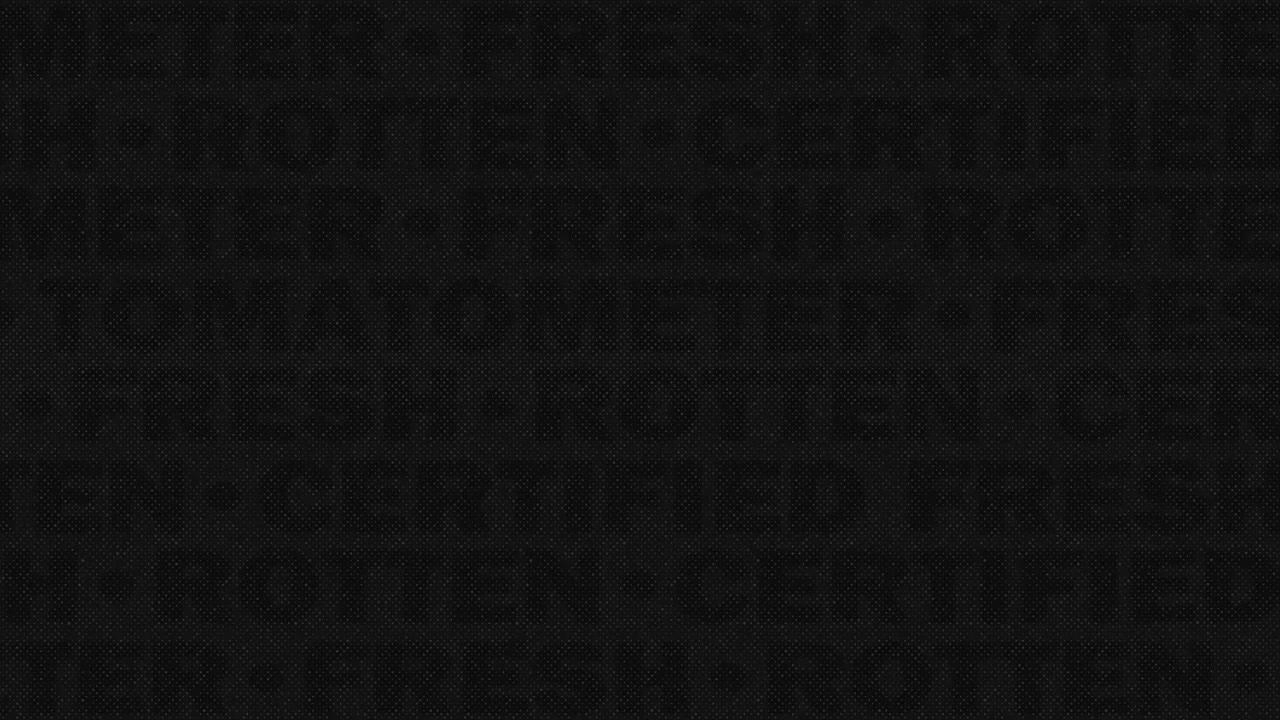 METER • FRESH • ROTTE
H • ROTTEN • CERTIFIED
METER • FRESH • ROTTE
• TOMATOMETER • FRES
• FRESH • ROTTEN • CER
EN • CERTIFIED FRESH
H • ROTTEN • CERTIFIED
TER • FRESH • ROTTEN •